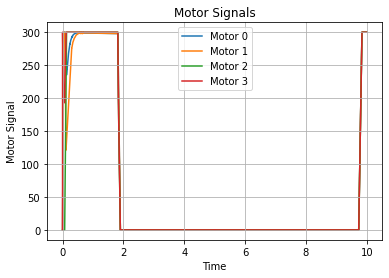 Motor Signals
Motor Signal
300
250
200
150
100
50
0
Motor 0
Motor 1
Motor 2
Motor 3
0 2 4 6 8 10
Time